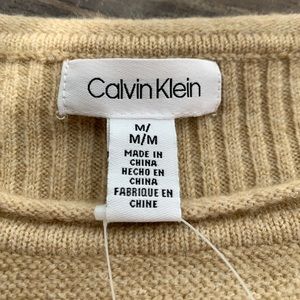 Calvin Klein
M/
M/M
MADE IN
CHINA
HECHO EN
CHINA
FABRIQUE EN
CHINE